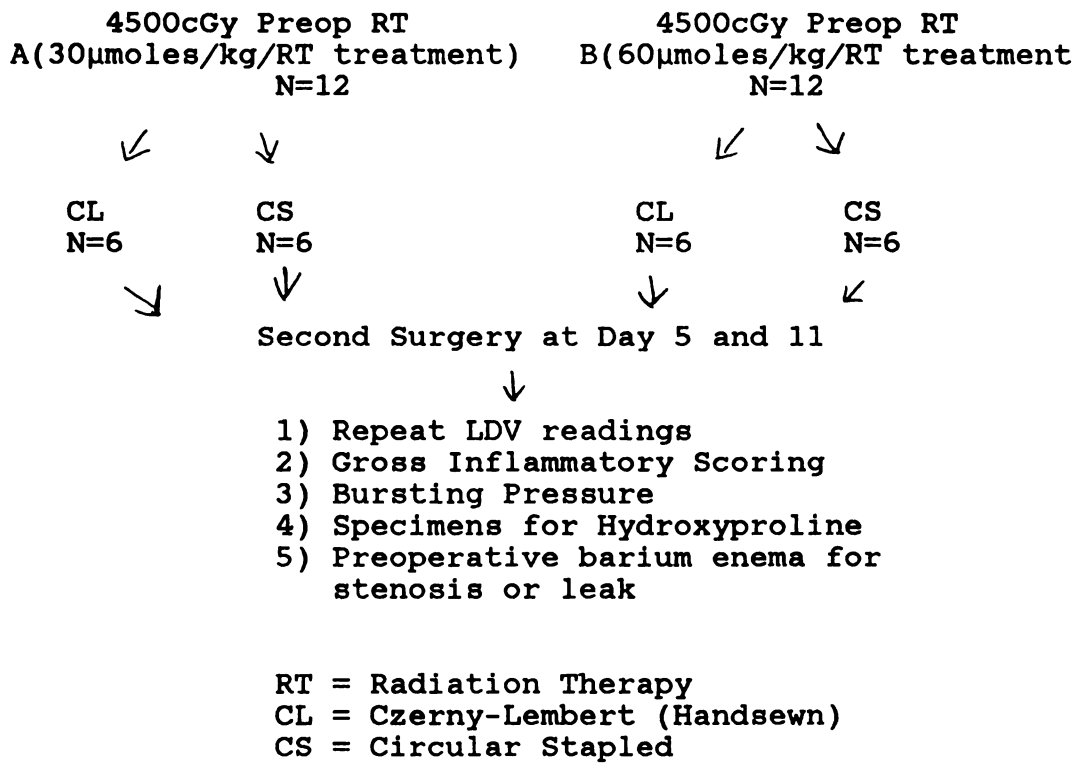 4500cGy Preop RT
A(30µmoles/kg/RT treatment)
N=12
4500cGy Preop RT
B(60µmoles/kg/RT treatment
N=12
CL
N=6
CS
N=6
CL
N=6
CS
N=6
Second Surgery at Day 5 and 11
1) Repeat LDV readings
2) Gross Inflammatory Scoring
3) Bursting Pressure
4) Specimens for Hydroxyproline
5) Preoperative barium enema for
stenosis or leak
RT = Radiation Therapy
CL = Czerny-Lembert (Handsewn)
CS = Circular Stapled